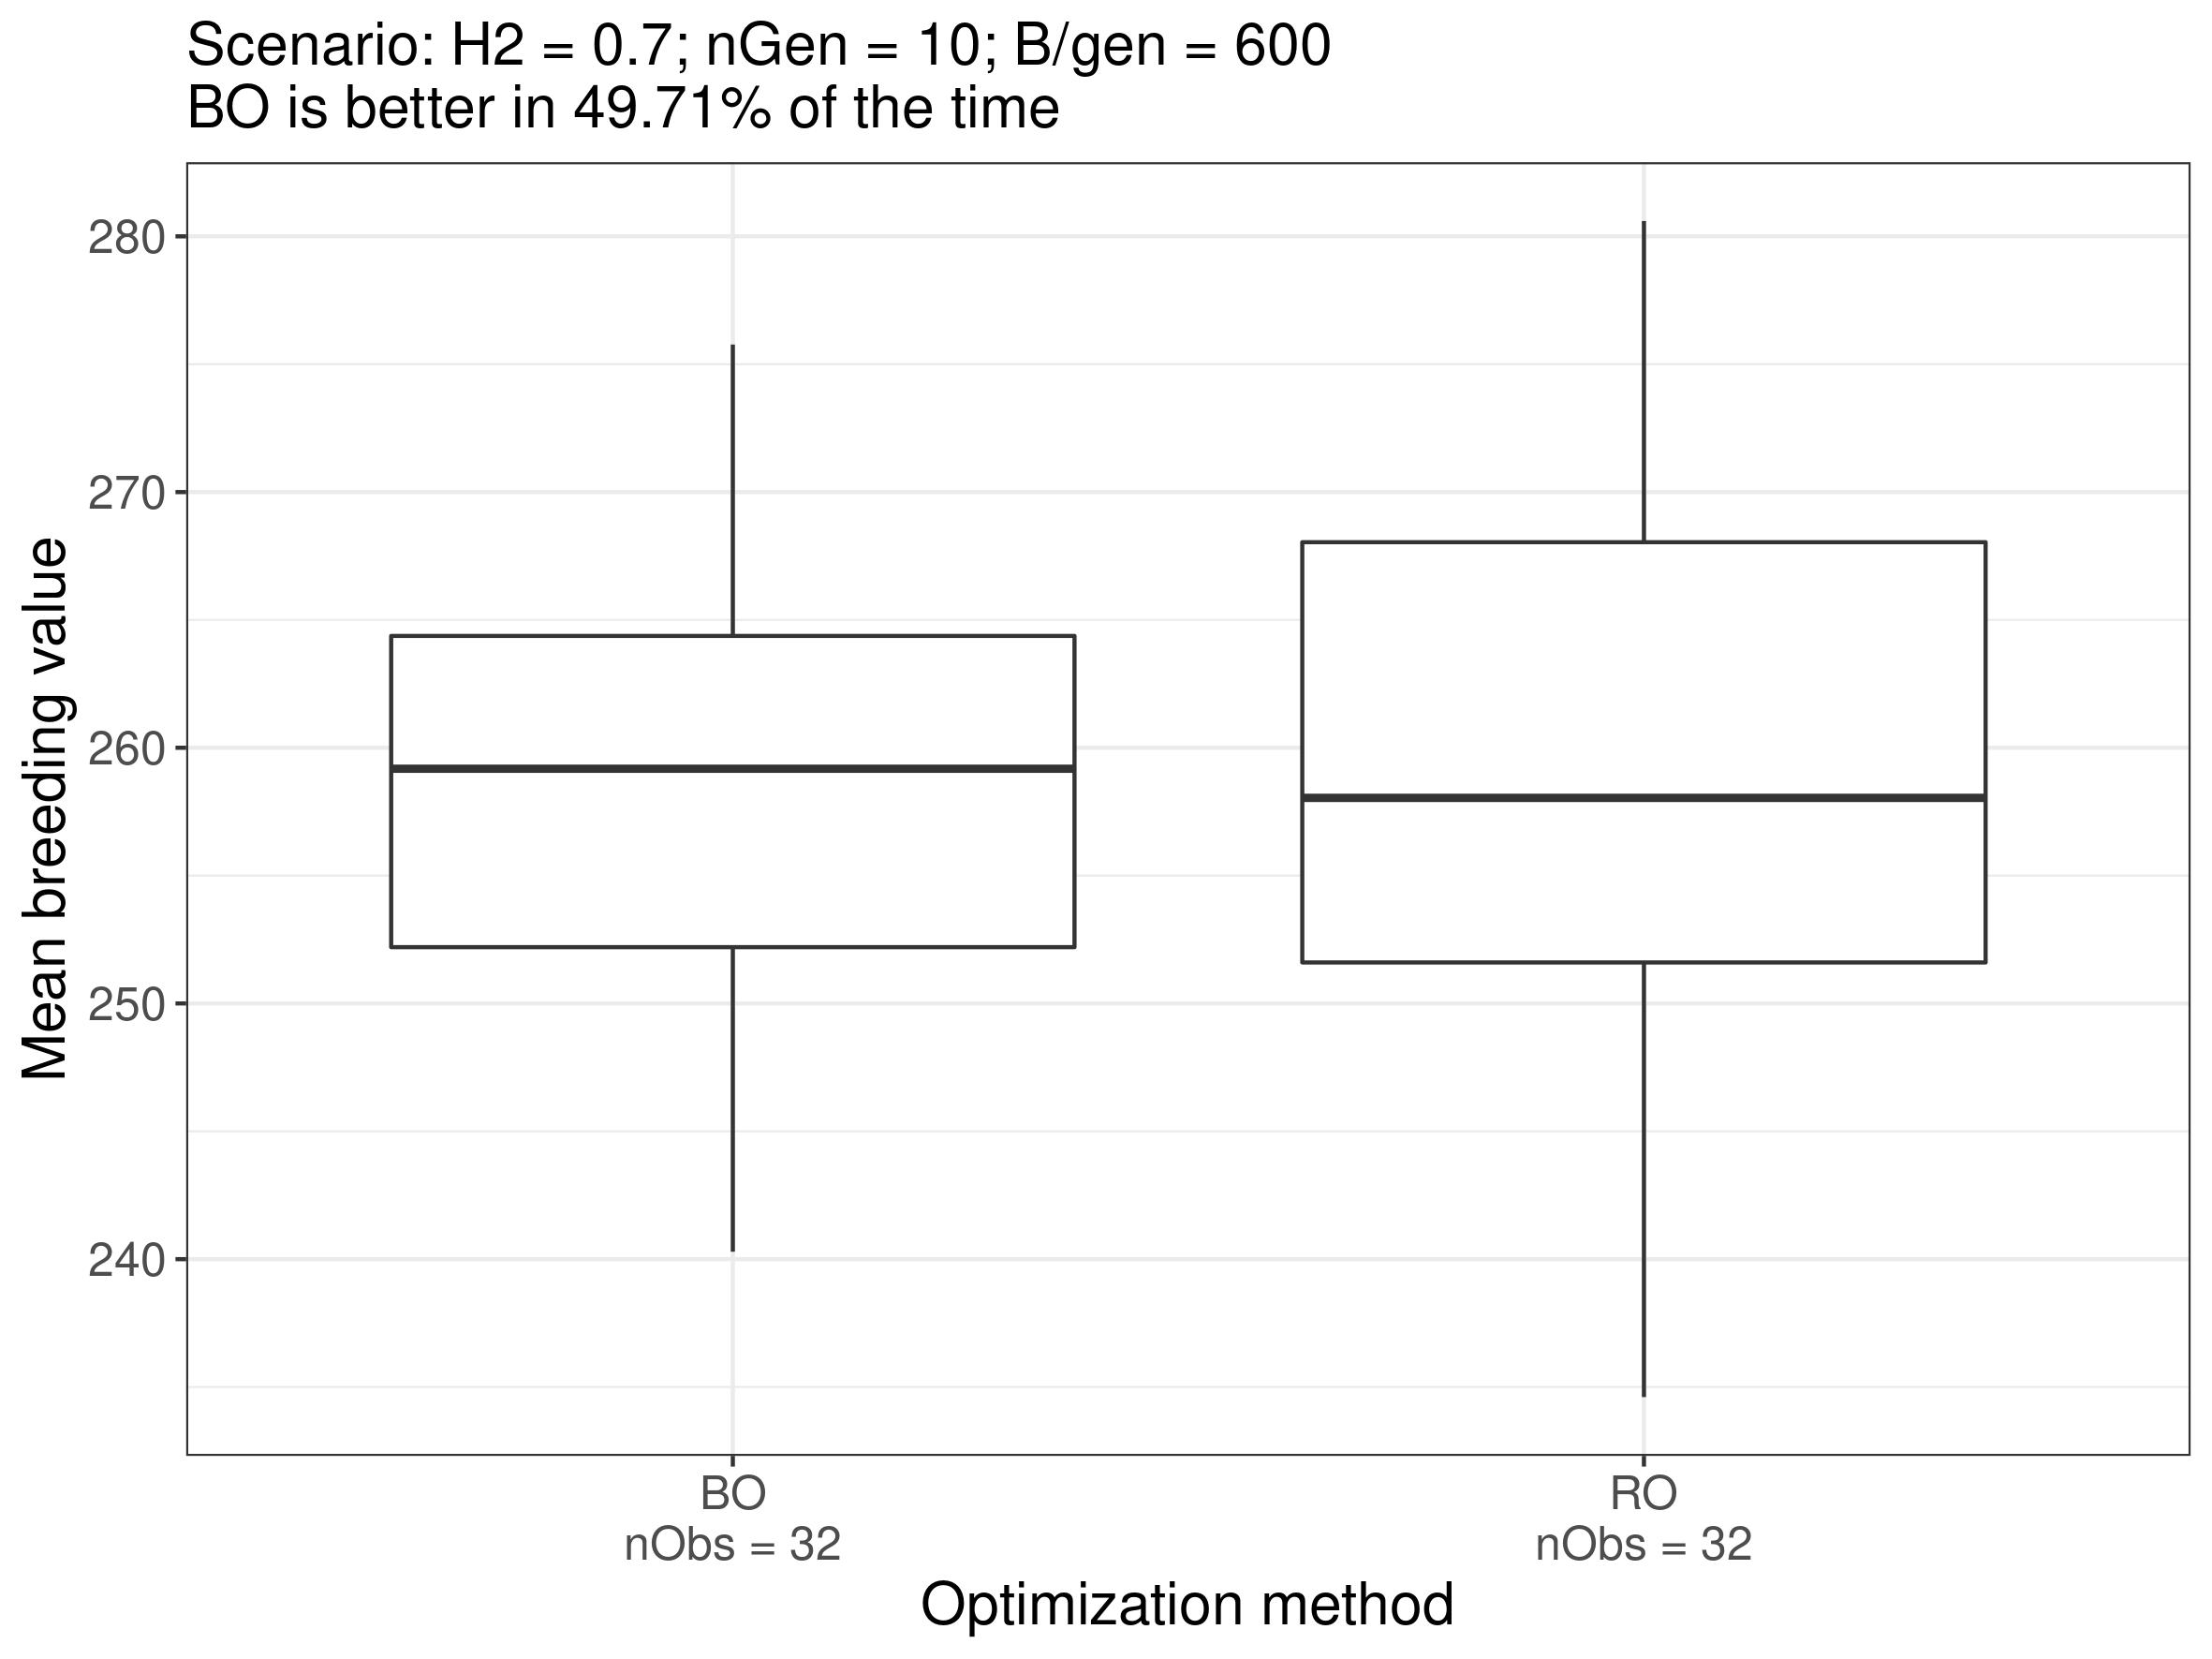 Scenario: H2 = 0.7; nGen = 10; B/gen = 600
BO is better in 49.71% of the time
Mean breeding value
280
270
260
250
240
BO
nObs = 32
RO
nObs = 32
Optimization method